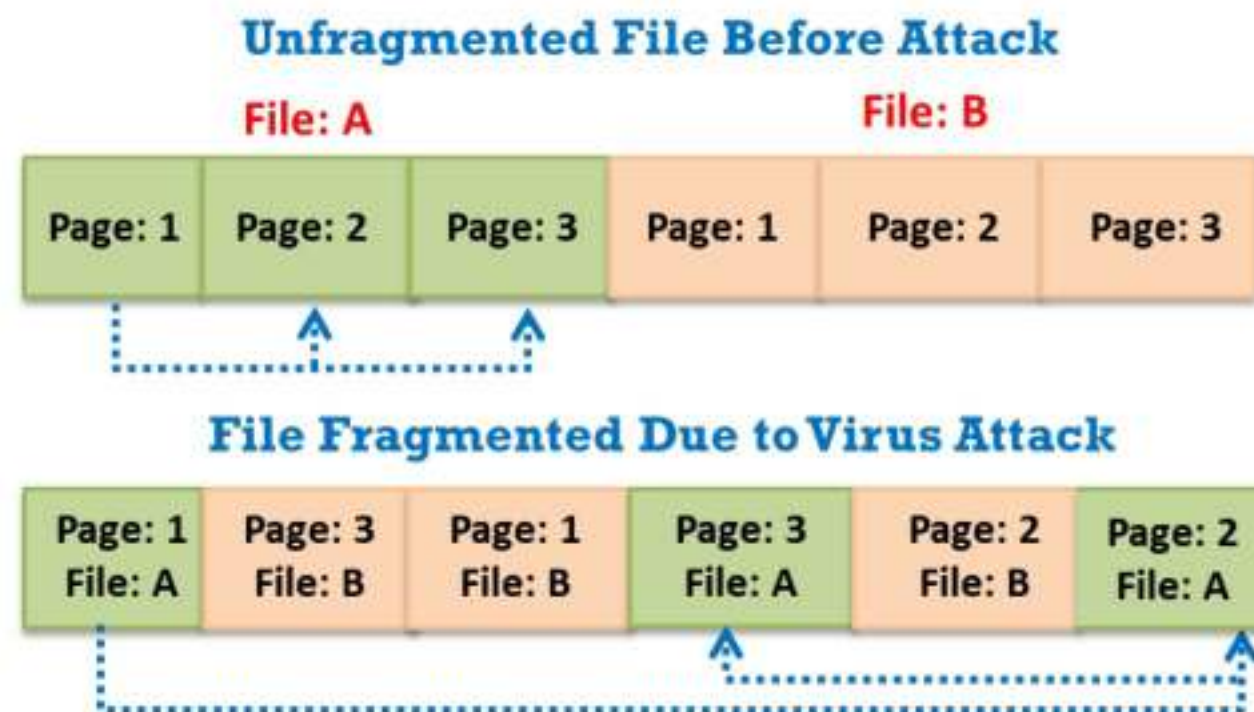 Unfragmented File Before Attack
File: A
File: B
Page: 1
Page: 2
Page: 3
Page: 1
Page: 2
Page: 3
File Fragmented Due to Virus Attack
Page: 1
File: A
Page: 3
File: B
Page: 1
File: B
Page: 3
File: A
Page: 2
File: B
Page: 2
File: A